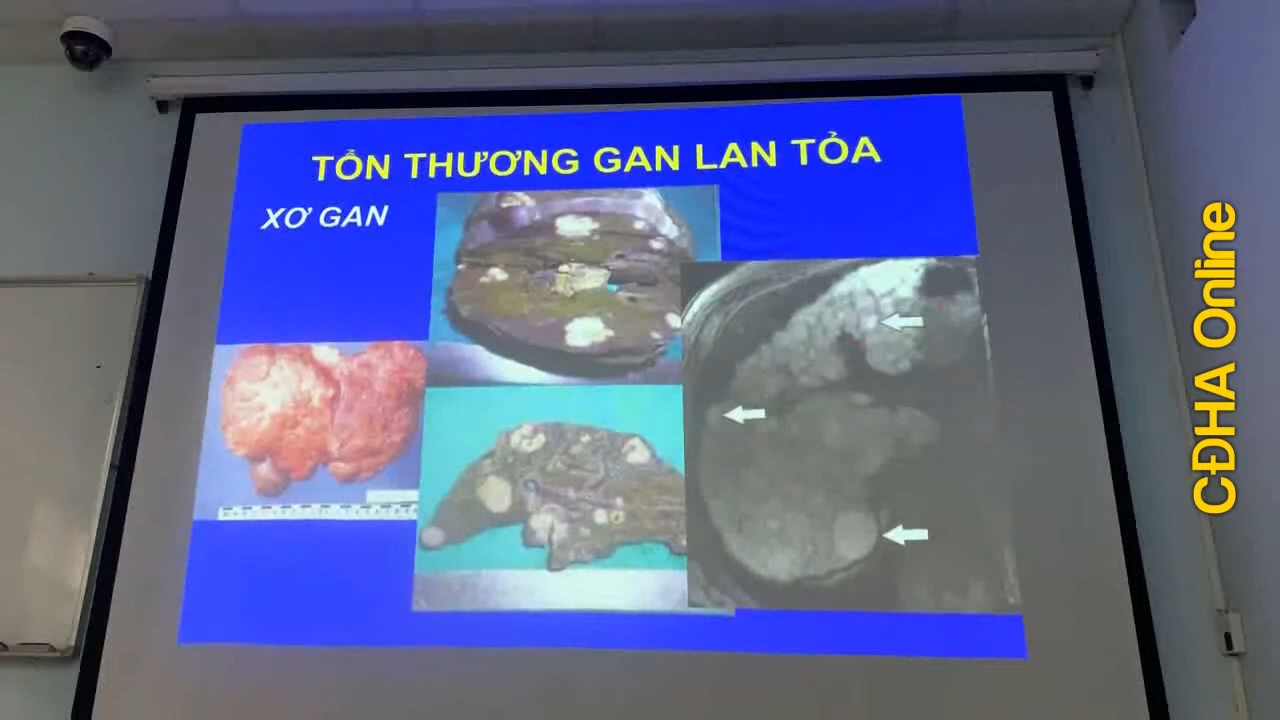 TỔN THƯƠNG GAN LAN TỎA
XƠ GAN
CĐHA Online